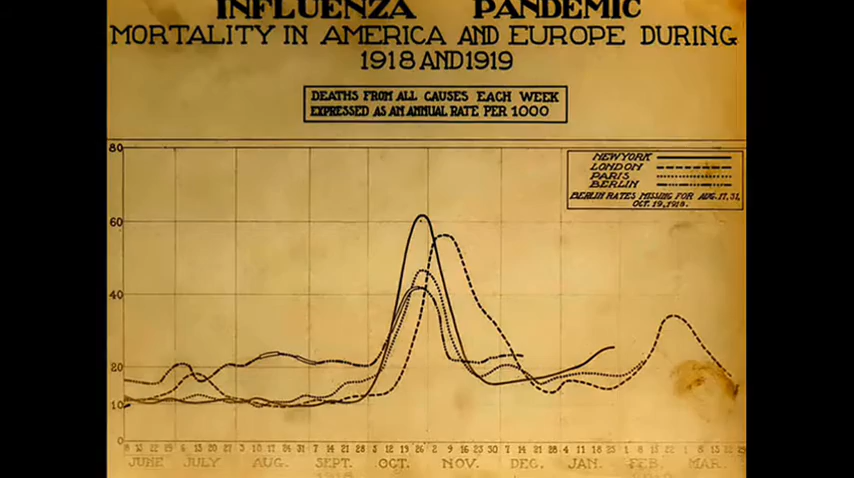 INFLUENZA PANDEMIC
MORTALITY IN AMERICA AND EUROPE DURING
1918 AND 1919
DEATHS FROM ALL CAUSES EACH WEEK
EXPRESSED AS AN ANNUAL RATE PER 1000
NEW YORK
LONDON
PARIS
BERLIN
BERLIN RATES MISSING FOR AUG. 17, 31,
OCT. 19, 1918.
80
60
40
20
10
0
JUNE JULY AUG. SEPT. OCT. NOV. DEC. JAN. FEB. MAR.
1918